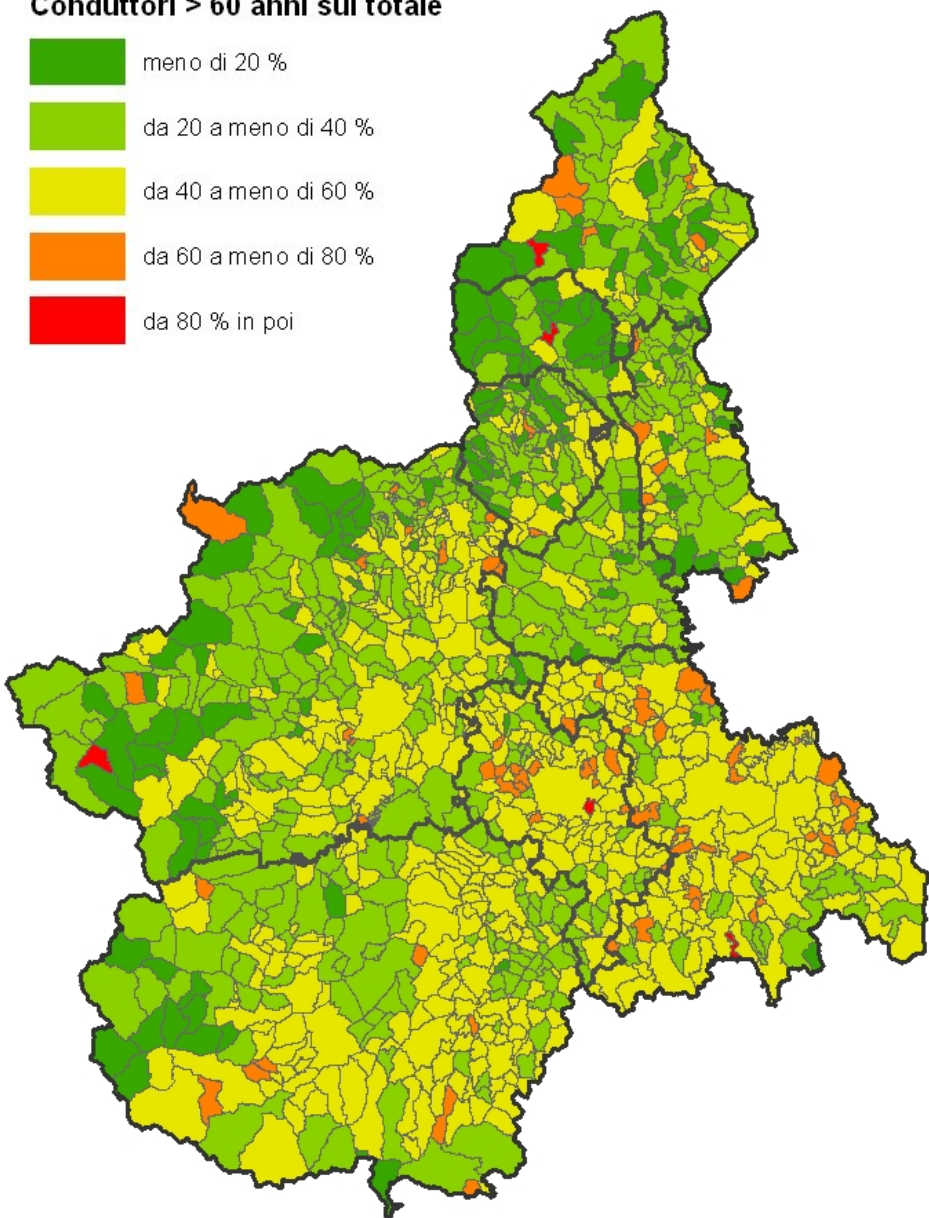 Conduttori > 60 anni sul totale
meno di 20 %
da 20 a meno di 40 %
da 40 a meno di 60 %
da 60 a meno di 80 %
da 80 % in poi